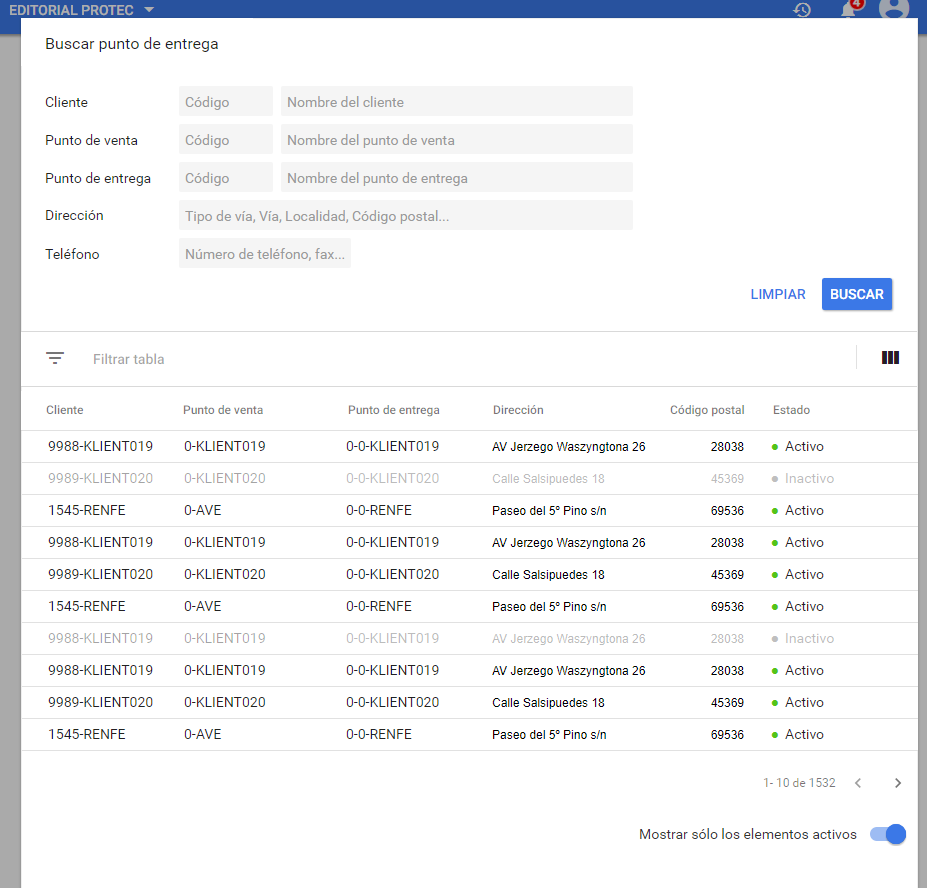 EDITORIAL PROTEC 4
Buscar punto de entrega
Cliente Código Nombre del cliente
Punto de venta Código Nombre del punto de venta
Punto de entrega Código Nombre del punto de entrega
Dirección Tipo de vía, Vía, Localidad, Código postal...
Teléfono Número de teléfono, fax...
LIMPIAR BUSCAR
Filtrar tabla
Cliente Punto de venta Punto de entrega Dirección Código postal Estado
9988-KLIENT019 0-KLIENT019 0-0-KLIENT019 AV Jerzego Waszyngtona 26 28038 Activo
9989-KLIENT020 0-KLIENT020 0-0-KLIENT020 Calle Salsipuedes 18 45369 Inactivo
1545-RENFE 0-AVE 0-0-RENFE Paseo del 5º Pino s/n 69536 Activo
9988-KLIENT019 0-KLIENT019 0-0-KLIENT019 AV Jerzego Waszyngtona 26 28038 Activo
9989-KLIENT020 0-KLIENT020 0-0-KLIENT020 Calle Salsipuedes 18 45369 Activo
1545-RENFE 0-AVE 0-0-RENFE Paseo del 5º Pino s/n 69536 Activo
9988-KLIENT019 0-KLIENT019 0-0-KLIENT019 AV Jerzego Waszyngtona 26 28038 Inactivo
9988-KLIENT019 0-KLIENT019 0-0-KLIENT019 AV Jerzego Waszyngtona 26 28038 Activo
9989-KLIENT020 0-KLIENT020 0-0-KLIENT020 Calle Salsipuedes 18 45369 Activo
1545-RENFE 0-AVE 0-0-RENFE Paseo del 5º Pino s/n 69536 Activo
1- 10 de 1532
Mostrar sólo los elementos activos